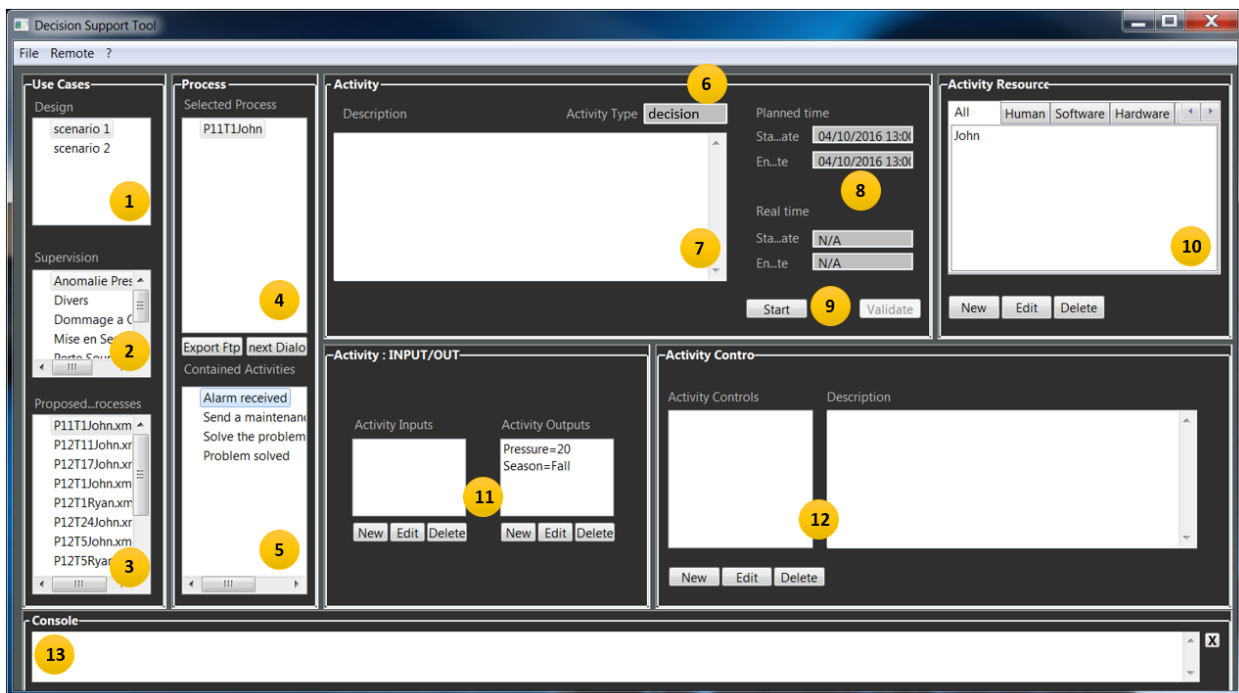 Decision Support Tool
File Remote ?
Use Cases
Design
scenario 1
scenario 2
1
Supervision
Anomalie Pres
Divers
Dommage a C
Mise en Se
2
Proposed...rocesses
P11T1John.xm
P12T11John.xr
P12T17John.xr
P12T1John.xm
P12T1Ryan.xm
P12T24John.xr
P12T5John.xm
P12T5Ryan
3
Process
Selected Process
P11T1John
4
Export Ftp next Dialo
Contained Activities
Alarm received
Send a maintenan
Solve the problem
Problem solved
5
Activity
6
Description
Activity Type decision
7
Planned time
Sta...ate 04/10/2016 13:00
En...te 04/10/2016 13:00
8
Real time
Sta...ate N/A
En...te N/A
Start 9 Validate
Activity Resource
All Human Software Hardware
John
10
New Edit Delete
Activity : INPUT/OUT
Activity Inputs
Activity Outputs
Pressure=20
Season=Fall
11
New Edit Delete
New Edit Delete
Activity Contro
Activity Controls
Description
12
New Edit Delete
Console
13
X